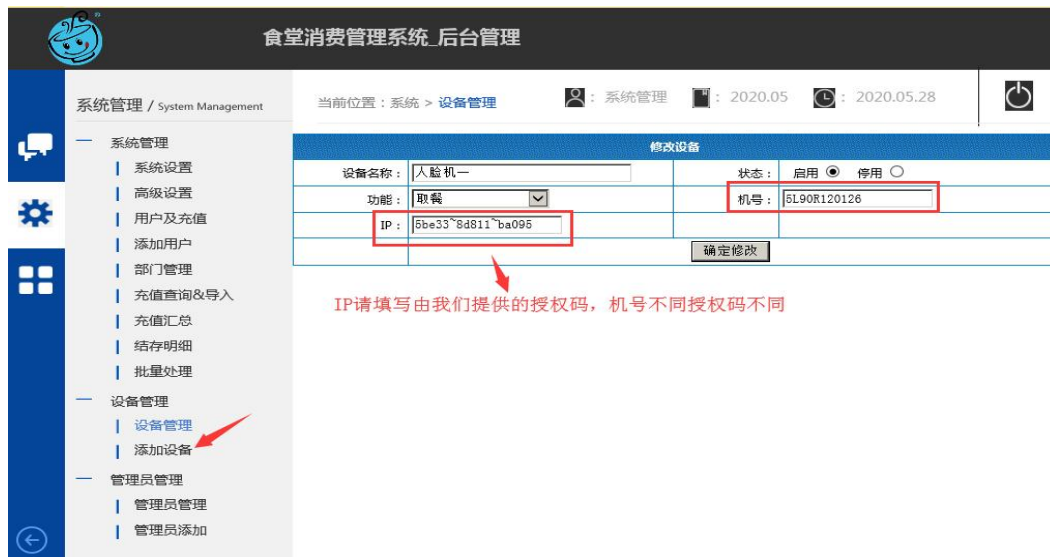 食堂消费管理系统_后台管理
系统管理 / System Management
当前位置：系统 > 设备管理
：系统管理
：2020.05
：2020.05.28
一 系统管理
系统设置
高级设置
用户及充值
添加用户
部门管理
充值查询&导入
充值汇总
结存明细
批量处理
一 设备管理
设备管理
添加设备
一 管理员管理
管理员管理
管理员添加
修改设备
设备名称： 人脸机一
状态： 启用 停用
功能： 取餐
机号： 5L90R120126
IP： 5be33~8d811~ba095
确定修改
IP请填写由我们提供的授权码，机号不同授权码不同